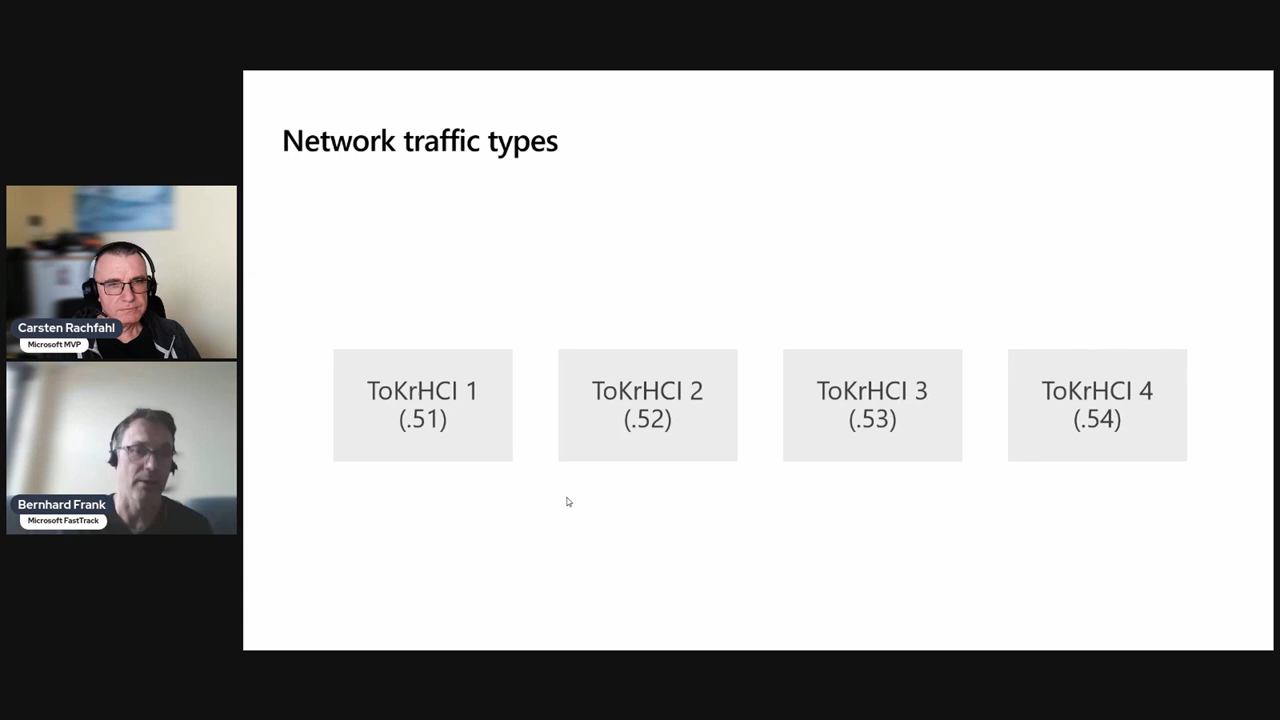 Network traffic types
Carsten Rachfahl
Microsoft MVP
Bernhard Frank
Microsoft FastTrack
ToKrHCI 1
(.51)
ToKrHCI 2
(.52)
ToKrHCI 3
(.53)
ToKrHCI 4
(.54)